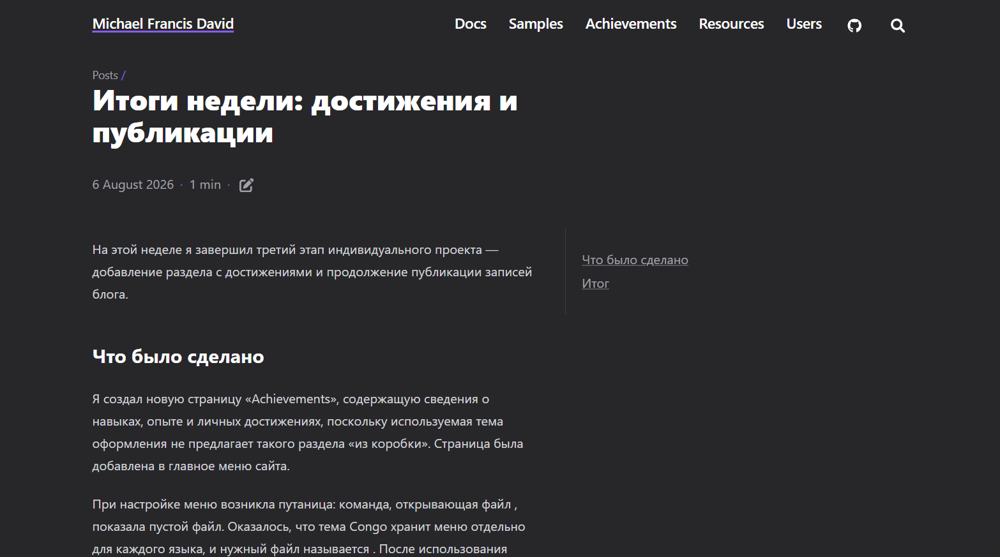 Michael Francis David
Docs Samples Achievements Resources Users
Posts /
Итоги недели: достижения и
публикации
6 August 2026 · 1 min ·
На этой неделе я завершил третий этап индивидуального проекта —
добавление раздела с достижениями и продолжение публикации записей
блога.
Что было сделано
Итог
Что было сделано
Я создал новую страницу «Achievements», содержащую сведения о
навыках, опыте и личных достижениях, поскольку используемая тема
оформления не предлагает такого раздела «из коробки». Страница была
добавлена в главное меню сайта.
При настройке меню возникла путаница: команда, открывающая файл ,
показала пустой файл. Оказалось, что тема Congo хранит меню отдельно
для каждого языка, и нужный файл называется . После использования